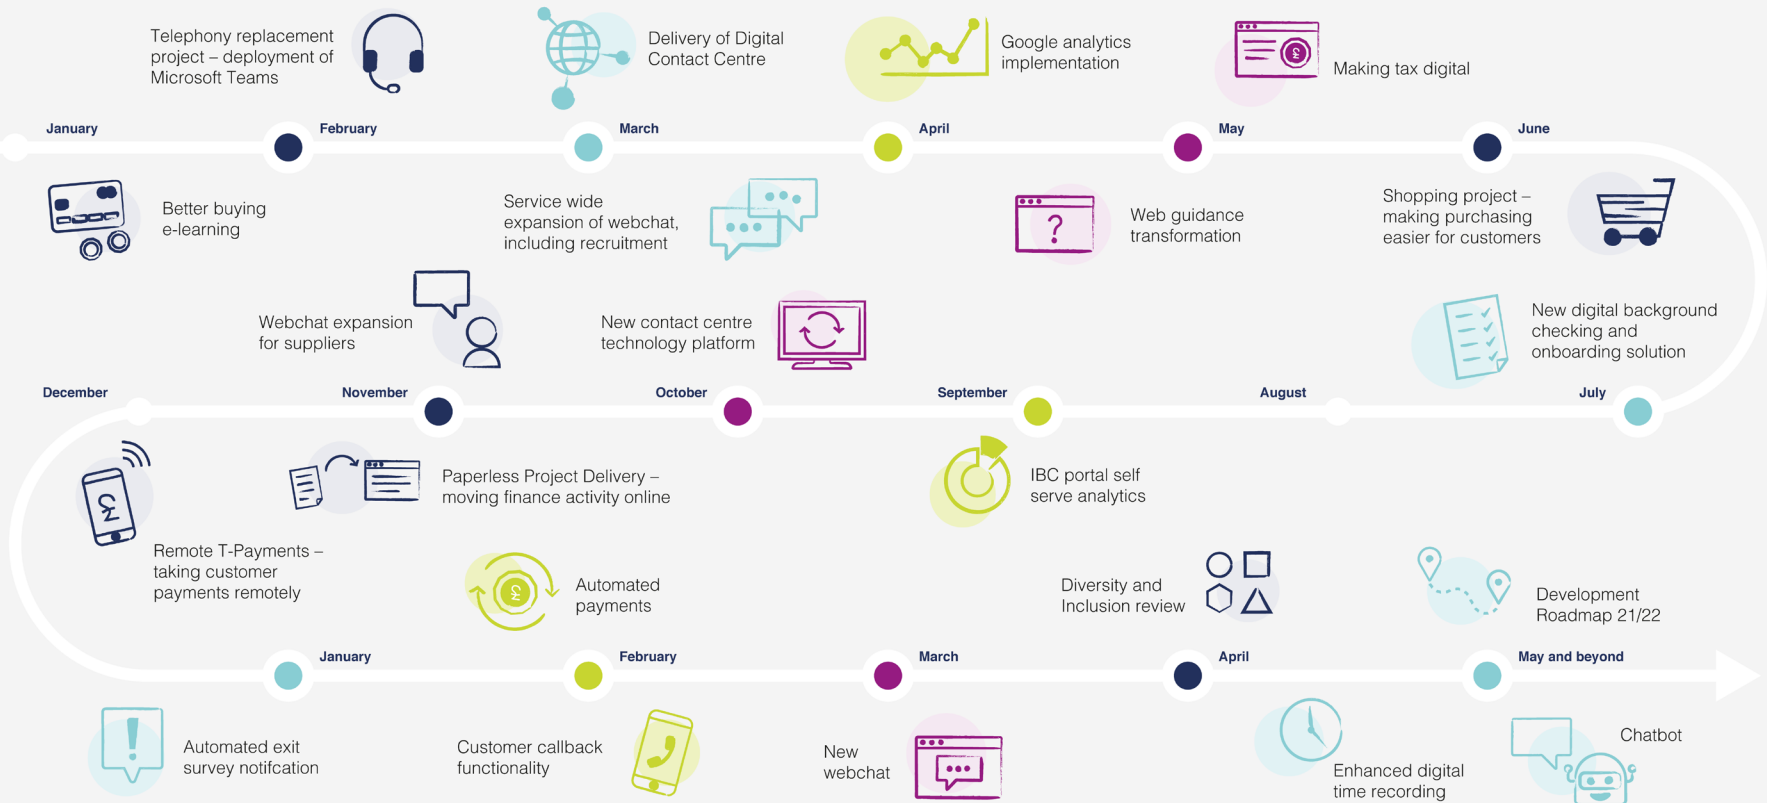 Telephony replacement
project – deployment of
Microsoft Teams
Delivery of Digital
Contact Centre
Google analytics
implementation
Making tax digital
January
February
March
April
May
June
Better buying
e-learning
Service wide
expansion of webchat,
including recruitment
Web guidance
transformation
?
Shopping project –
making purchasing
easier for customers
Webchat expansion
for suppliers
New contact centre
technology platform
New digital background
checking and
onboarding solution
December
November
October
September
August
July
Paperless Project Delivery –
moving finance activity online
IBC portal self
serve analytics
Remote T-Payments –
taking customer
payments remotely
Automated
payments
Diversity and
Inclusion review
Development
Roadmap 21/22
January
February
March
April
May and beyond
!
Automated exit
survey notifcation
Customer callback
functionality
New
webchat
Enhanced digital
time recording
Chatbot